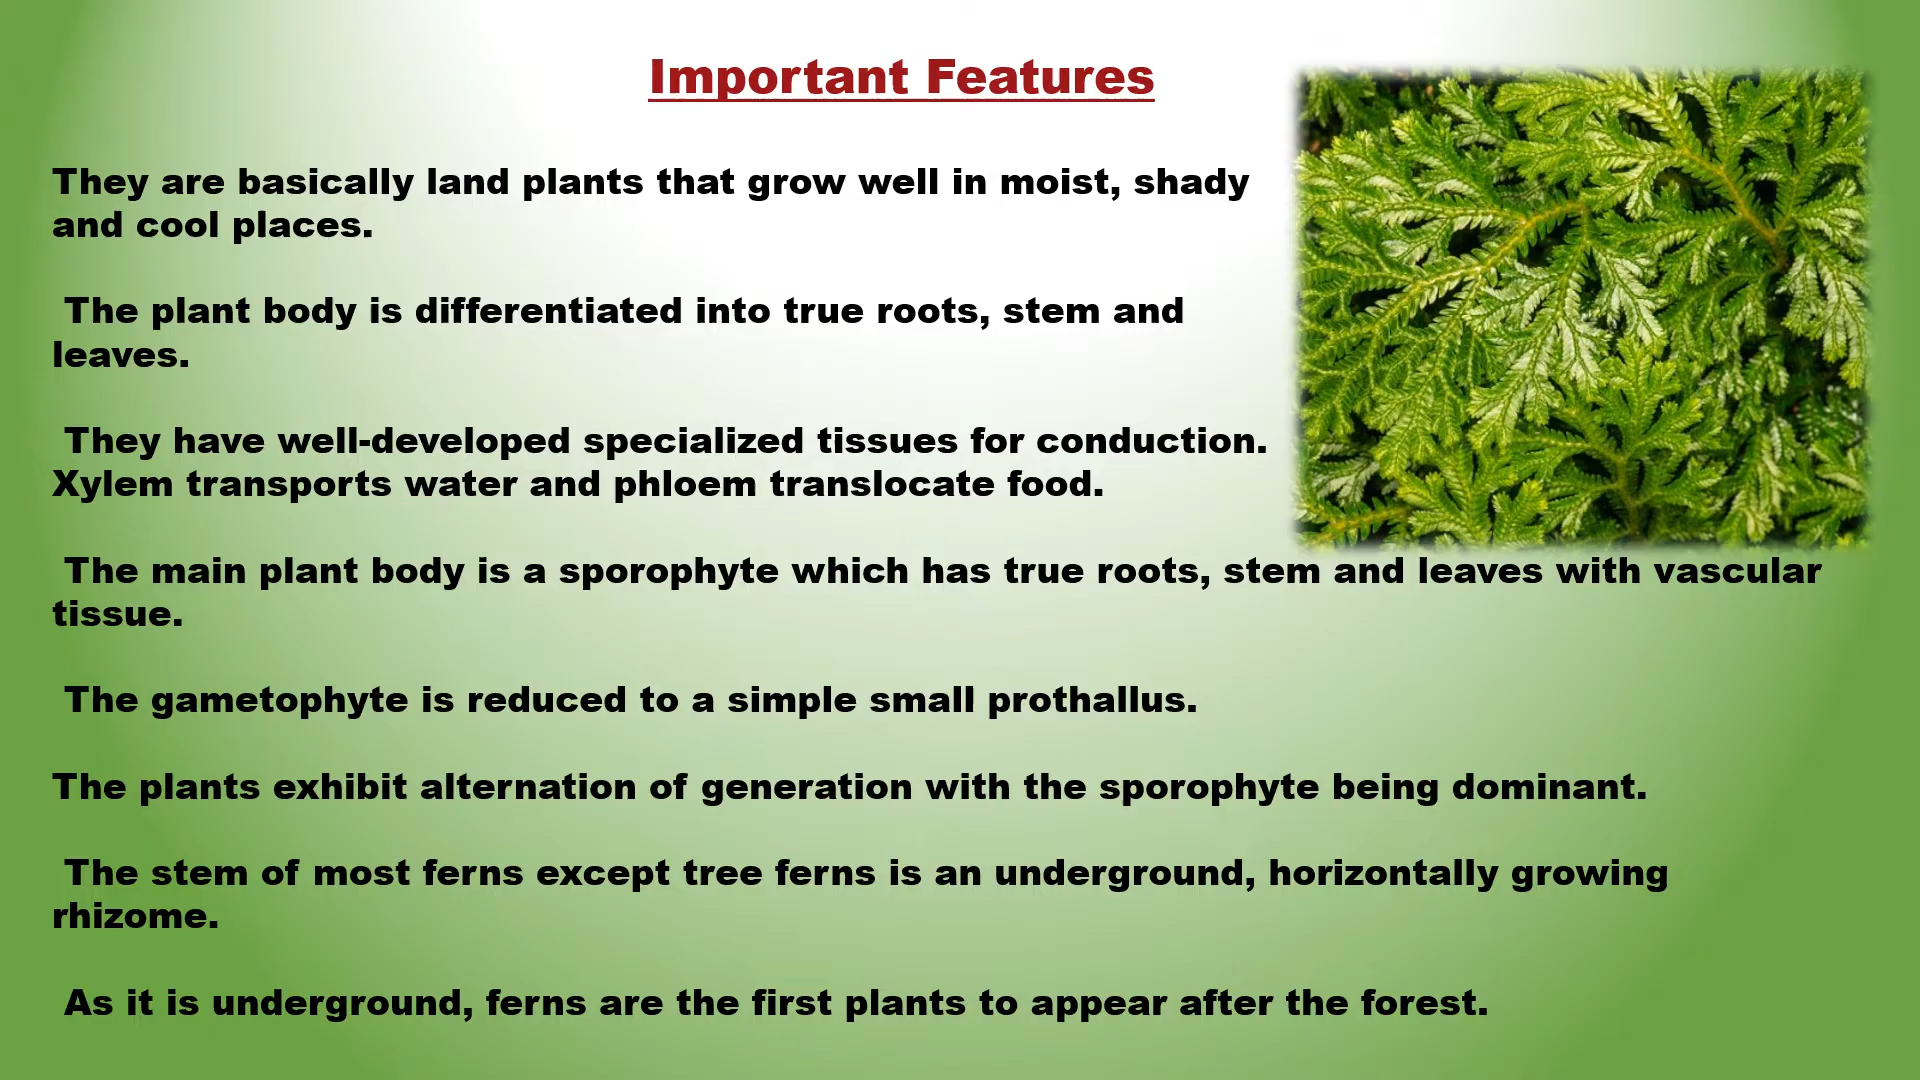 Important Features
They are basically land plants that grow well in moist, shady
and cool places.
The plant body is differentiated into true roots, stem and
leaves.
They have well-developed specialized tissues for conduction.
Xylem transports water and phloem translocate food.
The main plant body is a sporophyte which has true roots, stem and leaves with vascular
tissue.
The gametophyte is reduced to a simple small prothallus.
The plants exhibit alternation of generation with the sporophyte being dominant.
The stem of most ferns except tree ferns is an underground, horizontally growing
rhizome.
As it is underground, ferns are the first plants to appear after the forest.